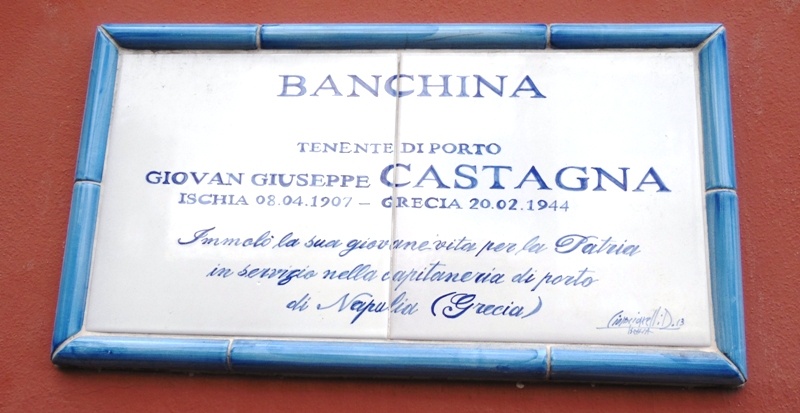 BANCHINA
TENENTE DI PORTO
GIOVAN GIUSEPPE CASTAGNA
ISCHIA 08.04.1907 – GRECIA 20.02.1944
Immolò la sua giovane vita per la Patria
in servizio nella capitaneria di porto
di Napulia (Grecia)